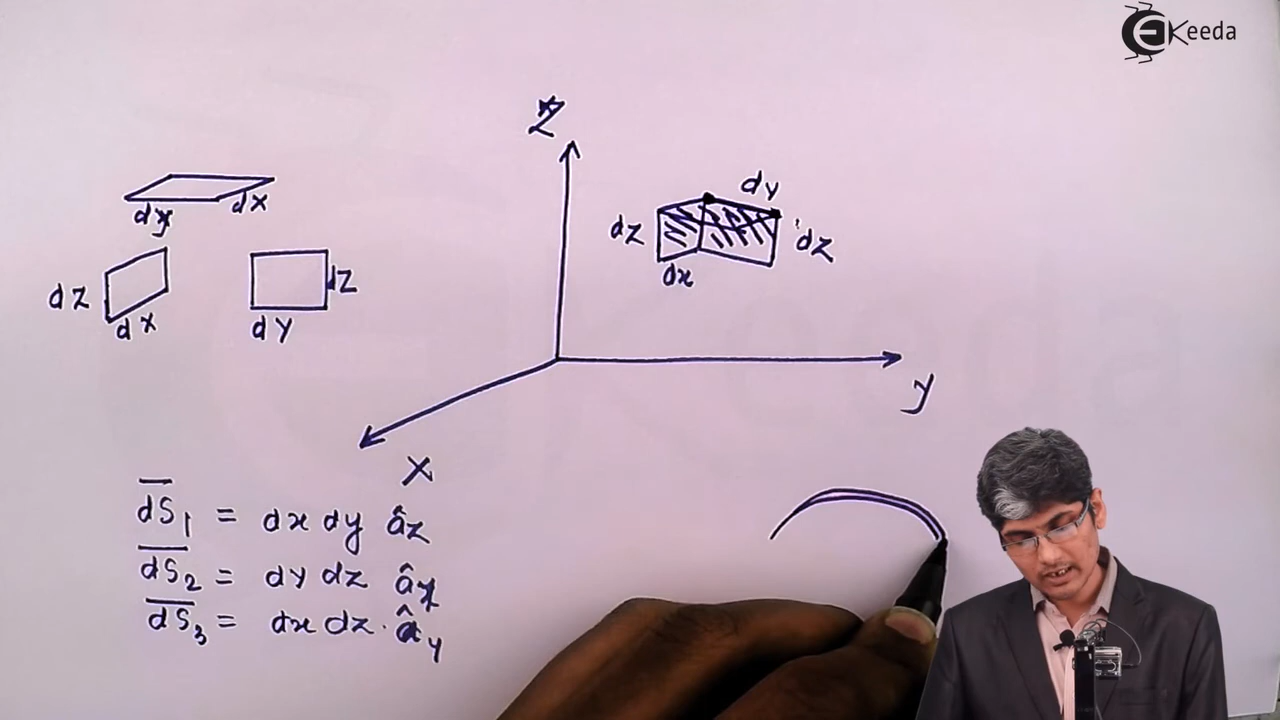 Keeda
Z
dy
dz
dz
dx
dy dx
dz
dx
dz
dy
y
x
dS1 = dx dy âz
dS2 = dy dz âx
dS3 = dx dz . ây